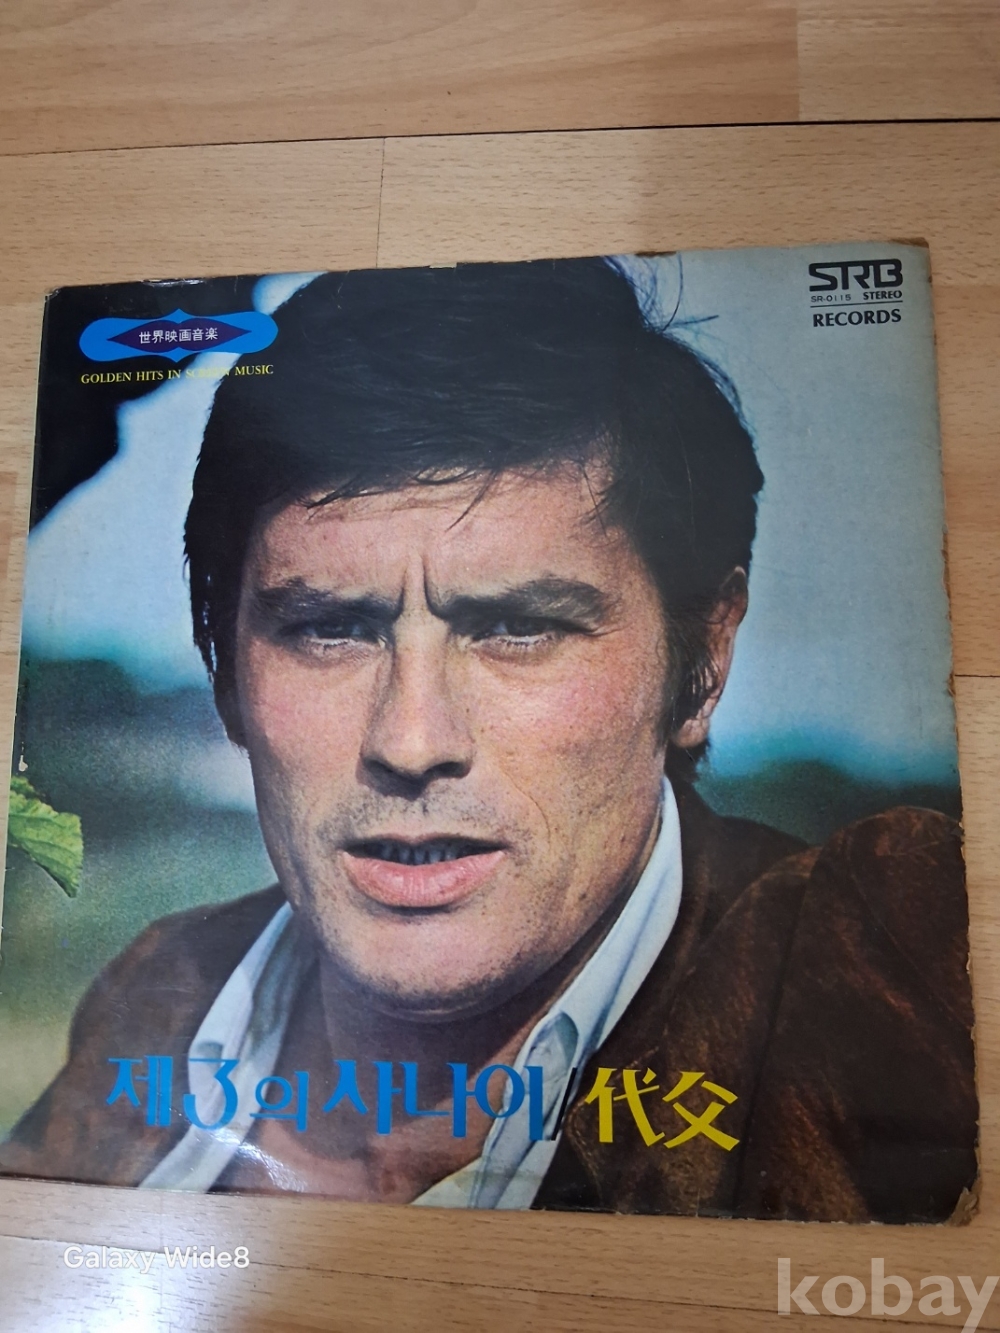 世界映画音楽
GOLDEN HITS IN SCREEN MUSIC
SRB
SR-0115 STEREO
RECORDS
제3의 사나이/代父
Galaxy Wide8
kobay